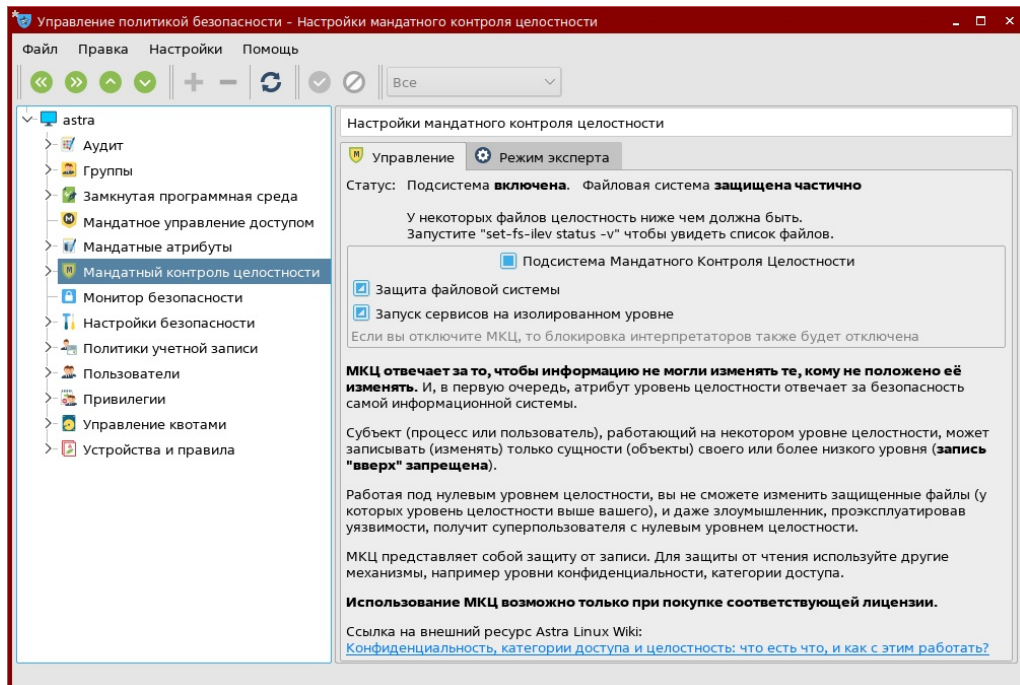 Управление политикой безопасности - Настройки мандатного контроля целостности
Файл Правка Настройки Помощь
Все
astra
Аудит
Группы
Замкнутая программная среда
Мандатное управление доступом
Мандатные атрибуты
Мандатный контроль целостности
Монитор безопасности
Настройки безопасности
Политики учетной записи
Пользователи
Привилегии
Управление квотами
Устройства и правила
Настройки мандатного контроля целостности
Управление Режим эксперта
Статус: Подсистема включена. Файловая система защищена частично
У некоторых файлов целостность ниже чем должна быть.
Запустите "set-fs-ilev status -v" чтобы увидеть список файлов.
Подсистема Мандатного Контроля Целостности
Защита файловой системы
Запуск сервисов на изолированном уровне
Если вы отключите МКЦ, то блокировка интерпретаторов также будет отключена
МКЦ отвечает за то, чтобы информацию не могли изменять те, кому не положено её
изменять. И, в первую очередь, атрибут уровень целостности отвечает за безопасность
самой информационной системы.
Субъект (процесс или пользователь), работающий на некотором уровне целостности, может
записывать (изменять) только сущности (объекты) своего или более низкого уровня (запись
"вверх" запрещена).
Работая под нулевым уровнем целостности, вы не сможете изменить защищенные файлы (у
которых уровень целостности выше вашего), и даже злоумышленник, проэксплуатировав
уязвимости, получит суперпользователя с нулевым уровнем целостности.
МКЦ представляет собой защиту от записи. Для защиты от чтения используйте другие
механизмы, например уровни конфиденциальности, категории доступа.
Использование МКЦ возможно только при покупке соответствующей лицензии.
Ссылка на внешний ресурс Astra Linux Wiki:
Конфиденциальность, категории доступа и целостность: что есть что, и как с этим работать?